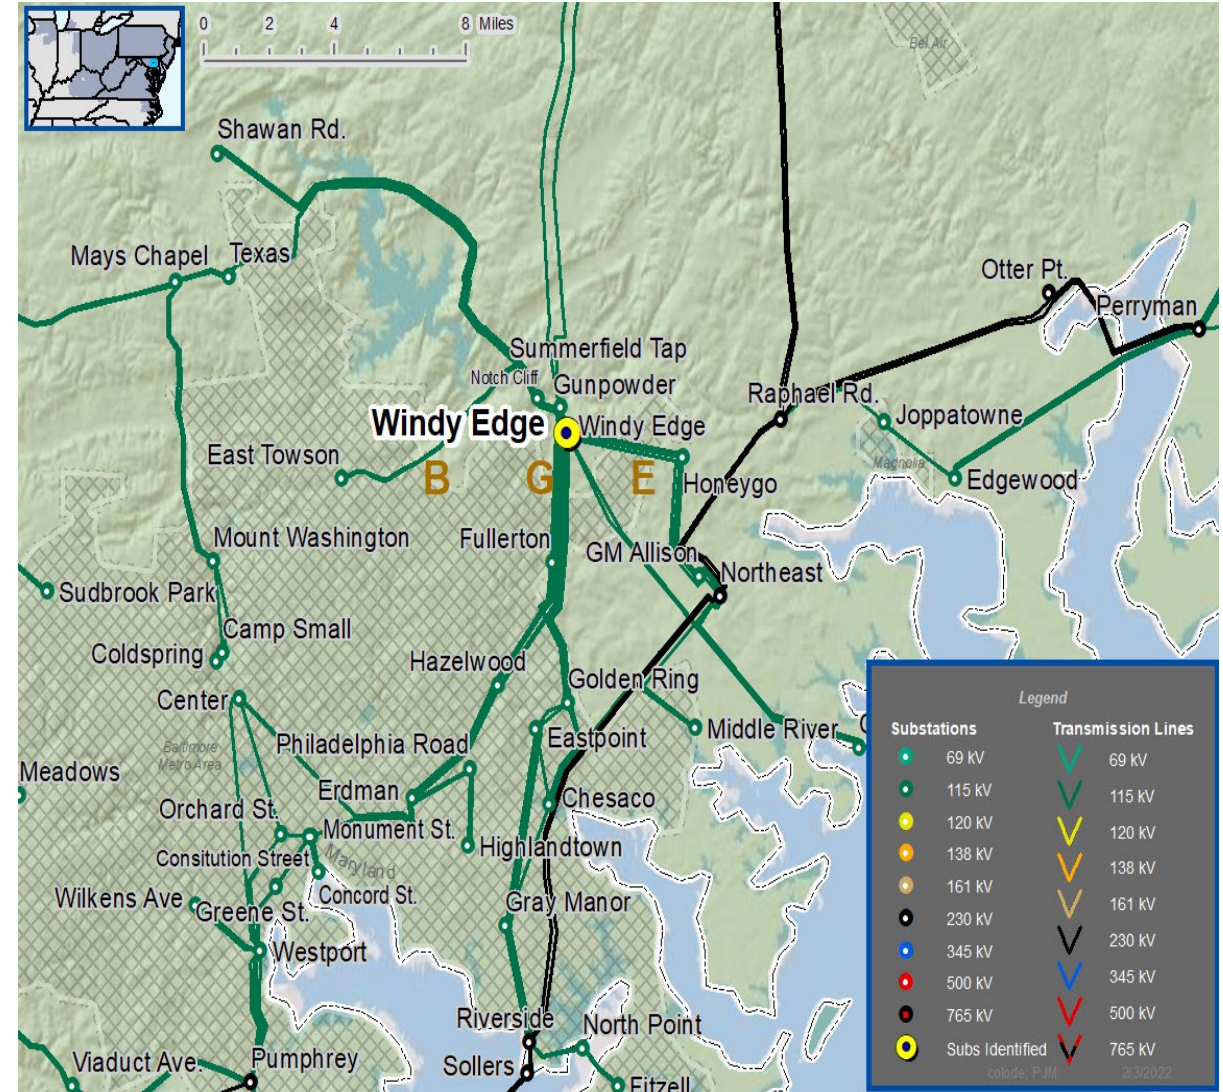 0 2 4 8 Miles
Bel Air
Shawan Rd.
Mays Chapel
Texas
Otter Pt.
Perryman
Summerfield Tap
Notch Cliff
Gunpowder
Raphael Rd.
Joppatowne
Windy Edge
Windy Edge
East Towson
B G E
Honeygo
Magnolia
Edgewood
Mount Washington
Fullerton
GM Allison
Northeast
Sudbrook Park
Camp Small
Coldspring
Hazelwood
Golden Ring
Center
Middle River
Philadelphia Road
Eastpoint
Baltimore
Metro Area
Meadows
Erdman
Chesaco
Orchard St.
Monument St.
Highlandtown
Consitution Street
Maryland
Concord St.
Wilkens Ave
Greene St.
Gray Manor
Westport
Riverside
North Point
Viaduct Ave.
Pumphrey
Sollers
Fitzell
Legend
Substations Transmission Lines
69 kV 69 kV
115 kV 115 kV
120 kV 120 kV
138 kV 138 kV
161 kV 161 kV
230 kV 230 kV
345 kV 345 kV
500 kV 500 kV
765 kV 765 kV
Subs Identified
colode, PJM 2/3/2022